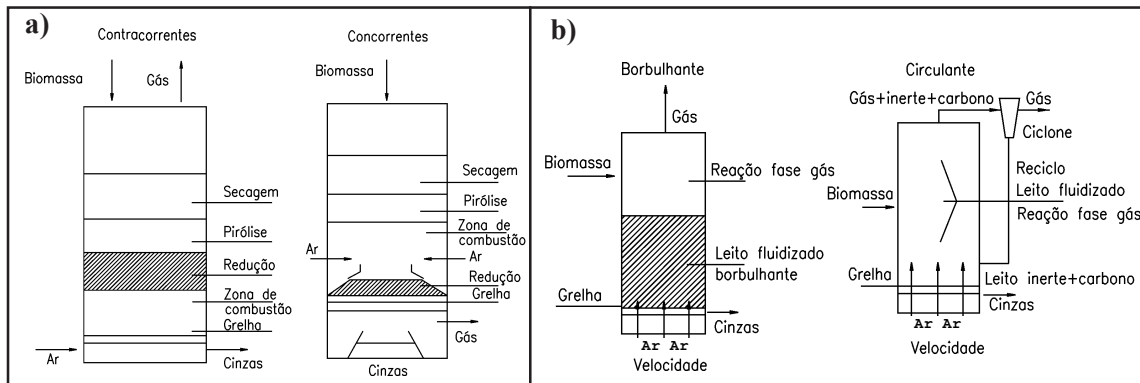 a)
Contracorrentes
Biomassa
Gás
Secagem
Pirólise
Redução
Zona de
combustão
Grelha
Ar
Cinzas
Concorrentes
Biomassa
Secagem
Pirólise
Zona de
combustão
Ar
Ar
Redução
Grelha
Gás
Cinzas
b)
Borbulhante
Gás
Biomassa
Reação fase gás
Leito fluidizado
borbulhante
Grelha
Cinzas
Ar Ar
Velocidade
Circulante
Gás+inerte+carbono
Gás
Ciclone
Biomassa
Reciclo
Leito fluidizado
Reação fase gás
Grelha
Leito inerte+carbono
Cinzas
Ar Ar
Velocidade